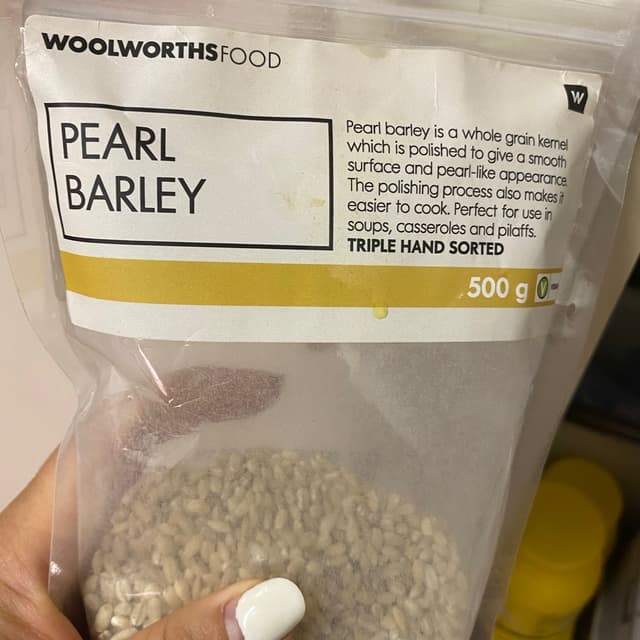 WOOLWORTHS FOOD
W
PEARL
BARLEY
Pearl barley is a whole grain kernel
which is polished to give a smooth
surface and pearl-like appearance.
The polishing process also makes it
easier to cook. Perfect for use in
soups, casseroles and pilaffs.
TRIPLE HAND SORTED
500 g